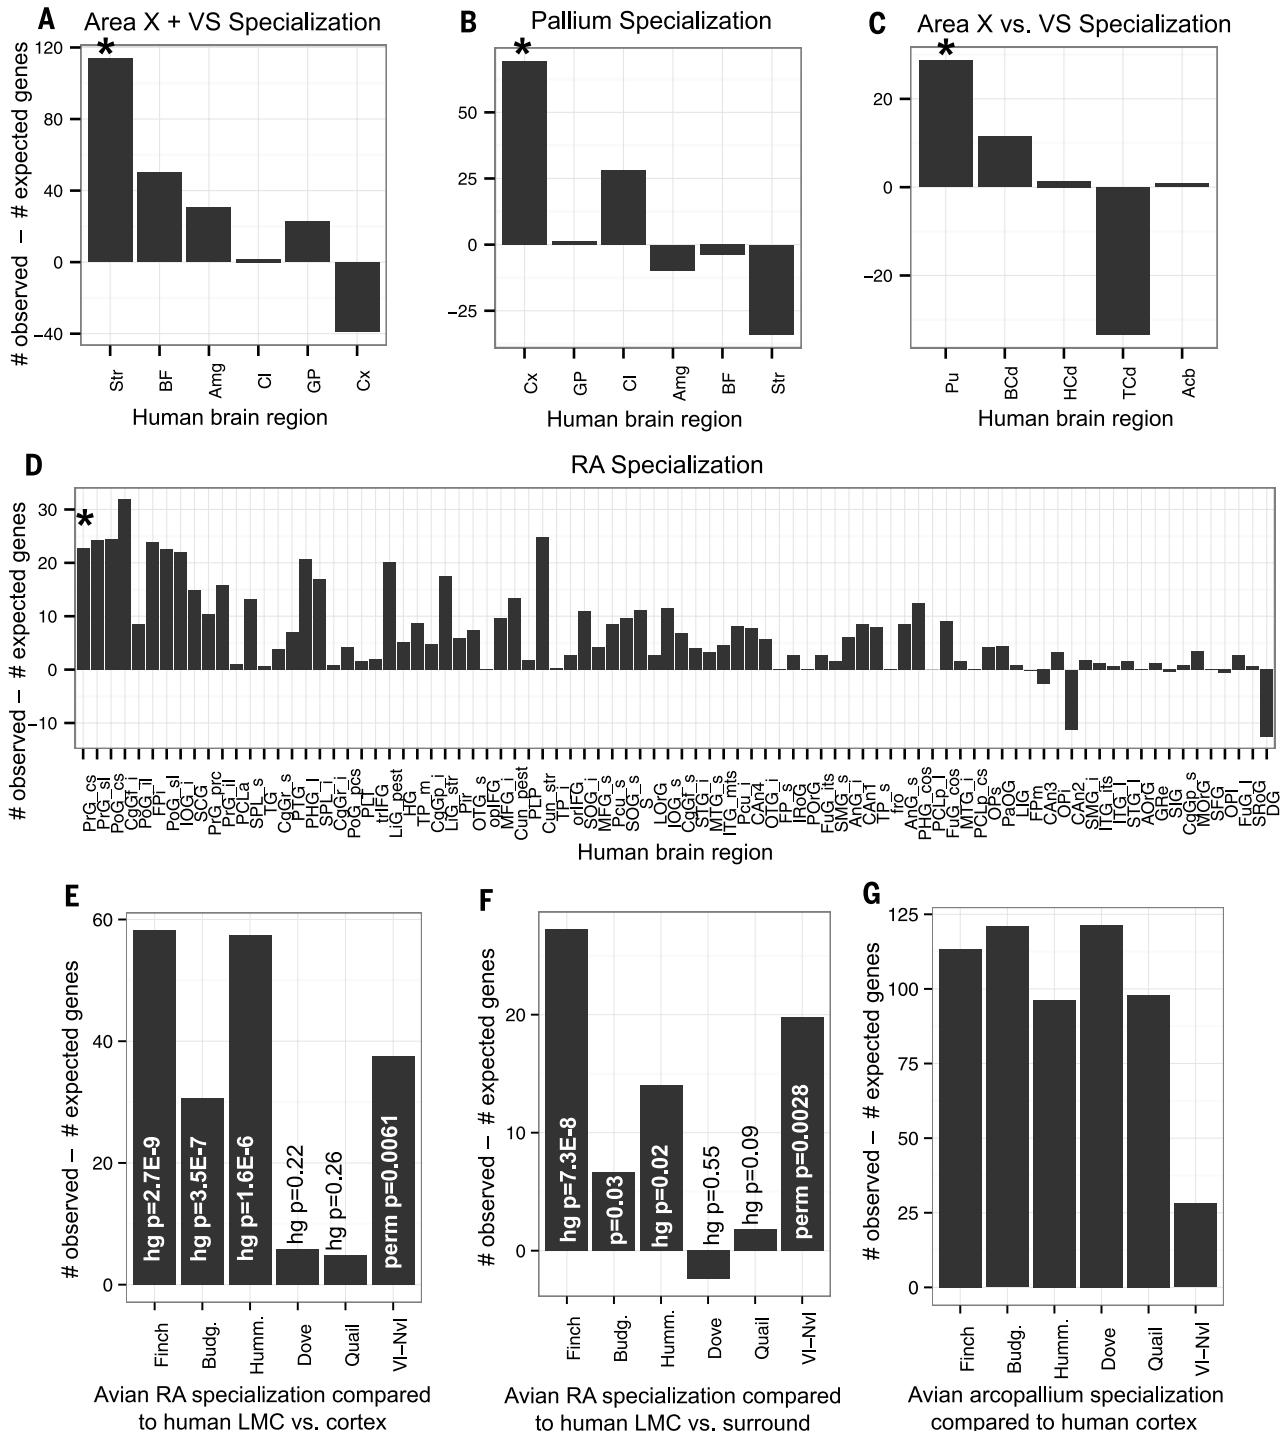 A
Area X + VS Specialization
*
120
80
40
0
−40
# observed − # expected genes
Str
BF
Amg
Cl
GP
Cx
Human brain region
B
Pallium Specialization
*
50
25
0
−25
Cx
GP
Cl
Amg
BF
Str
Human brain region
C
Area X vs. VS Specialization
*
20
0
−20
Pu
BCd
HCd
TCd
Acb
Human brain region
D
RA Specialization
*
30
20
10
0
−10
# observed − # expected genes
PrG_cs
PrG_sl
PoG_cs
CgGf_i
PoG_il
FPi
PoG_sl
IOG_i
SCG
PrG_prc
PrG_il
PCLa
SPL_s
TG
CgGr_s
PTG
PHG_l
SPL_i
CgGr_i
PoG_pcs
PLT
trIFG
LiG_pest
HG
TP_m
CgGp_i
LiG_str
Pir
OTG_s
opIFG
MFG_i
Cun_pest
PLP
Cun_str
TP_i
orIFG
SOG_i
MFG_s
Pcu_s
SOG_s
S
LOrG
IOG_s
CgGf_s
STG_i
MTG_s
ITG_mts
Pcu_i
CAn4
OTG_i
FP_s
IRoG
POrG
FuG_its
SMG_s
AnG_i
CAn1
TP_s
fro
AnG_s
PHG_cos
PCLp_l
FuG_cos
MTG_i
PCLp_cs
OPs
PaOG
LIG
FPm
CAn3
OPi
CAn2
SMG_i
ITG_its
ITG_l
STG_l
AOrG
GRe
SIG
CgGp_s
MOrG
SFG
OPl
FuG_l
SRoG
DG
Human brain region
E
60
40
20
0
# observed − # expected genes
hg p=2.7E-9
hg p=3.5E-7
hg p=1.6E-6
hg p=0.22
hg p=0.26
perm p=0.0061
Finch
Budg.
Humm.
Dove
Quail
VI−NvI
Avian RA specialization compared
to human LMC vs. cortex
F
20
10
0
# observed − # expected genes
hg p=7.3E-8
p=0.03
hg p=0.02
hg p=0.55
hg p=0.09
perm p=0.0028
Finch
Budg.
Humm.
Dove
Quail
VI−NvI
Avian RA specialization compared
to human LMC vs. surround
G
125
100
75
50
25
0
# observed − # expected genes
Finch
Budg.
Humm.
Dove
Quail
VI−NvI
Avian arcopallium specialization
compared to human cortex